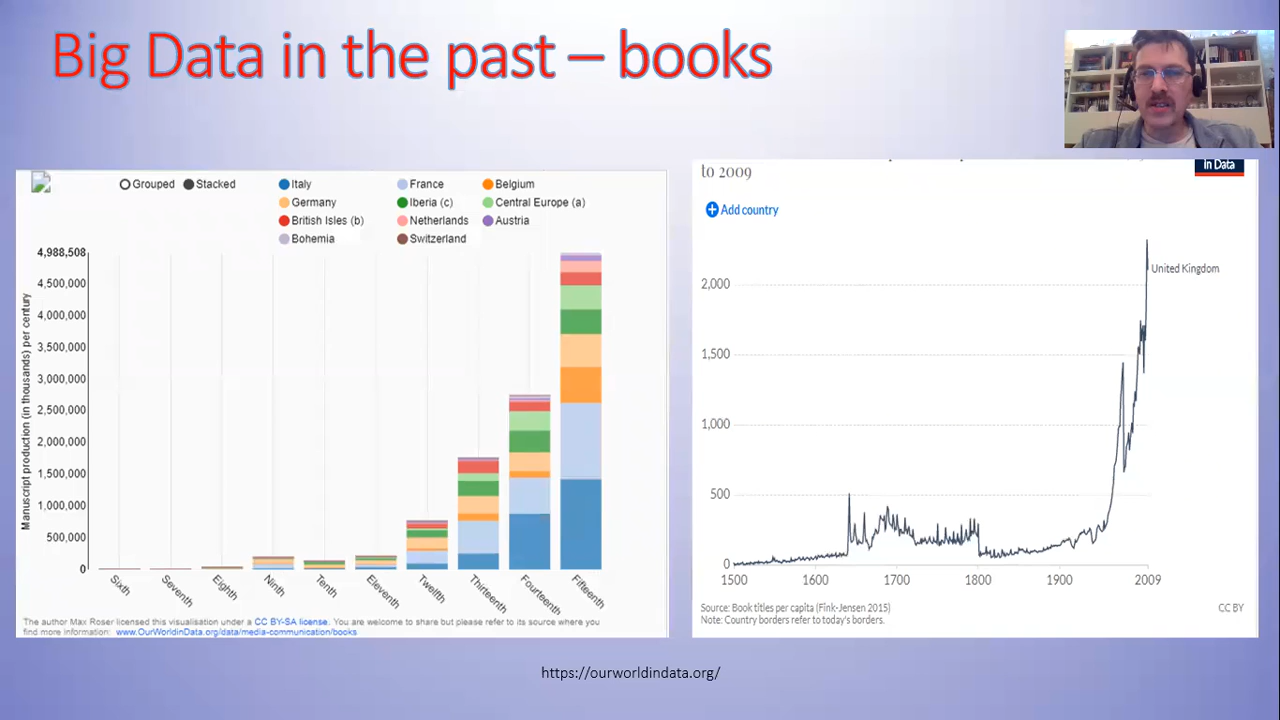 Big Data in the past – books
Grouped Stacked
Italy France Belgium
Germany Iberia (c) Central Europe (a)
British Isles (b) Netherlands Austria
Bohemia Switzerland
Manuscript production (in thousands) per century
4,988,508
4,500,000
4,000,000
3,500,000
3,000,000
2,500,000
2,000,000
1,500,000
1,000,000
500,000
0
Sixth Seventh Eighth Ninth Tenth Eleventh Twelfth Thirteenth Fourteenth Fifteenth
The author Max Roser licensed this visualisation under a CC BY-SA license. You are welcome to share but please refer to its source where you
find more information: www.OurWorldinData.org/data/media-communication/books
to 2009
in Data
Add country
United Kingdom
2,000
1,500
1,000
500
0
1500 1600 1700 1800 1900 2009
Source: Book titles per capita (Fink-Jensen 2015) CC BY
Note: Country borders refer to today's borders.
https://ourworldindata.org/